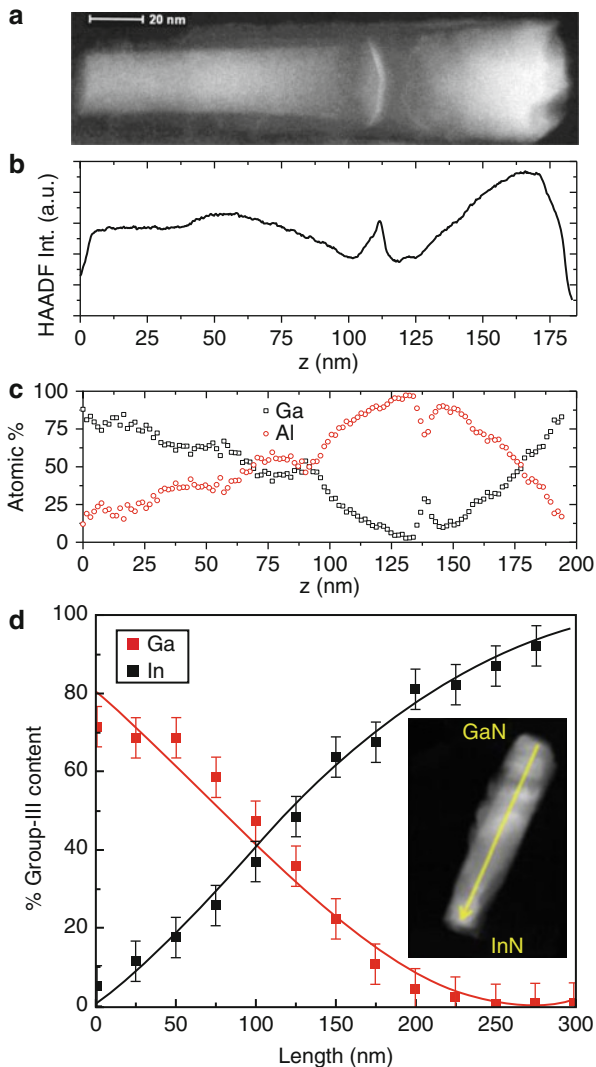 a
20 nm
b
HAADF Int. (a.u.)
0 25 50 75 100 125 150 175
z (nm)
c
Atomic %
100
75
50
25
0
Ga
Al
0 25 50 75 100 125 150 175 200
z (nm)
d
% Group-III content
100
80
60
40
20
0
Ga
In
GaN
InN
0 50 100 150 200 250 300
Length (nm)